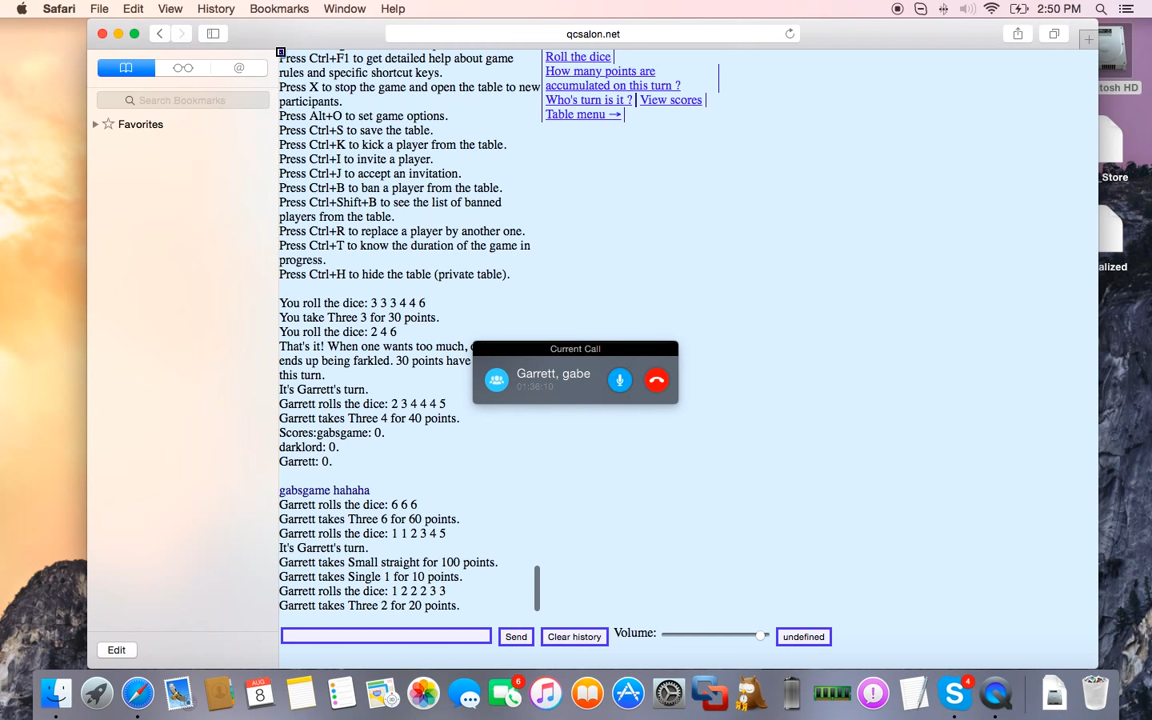 Safari File Edit View History Bookmarks Window Help 2:50 PM
qcsalon.net
tosh HD
Search Bookmarks
Favorites
Press Ctrl+F1 to get detailed help about game
rules and specific shortcut keys.
Press X to stop the game and open the table to new
participants.
Press Alt+O to set game options.
Press Ctrl+S to save the table.
Press Ctrl+K to kick a player from the table.
Press Ctrl+I to invite a player.
Press Ctrl+J to accept an invitation.
Press Ctrl+B to ban a player from the table.
Press Ctrl+Shift+B to see the list of banned
players from the table.
Press Ctrl+R to replace a player by another one.
Press Ctrl+T to know the duration of the game in
progress.
Press Ctrl+H to hide the table (private table).
You roll the dice: 3 3 3 4 4 6
You take Three 3 for 30 points.
You roll the dice: 2 4 6
That's it! When one wants too much,
ends up being farkled. 30 points have
this turn.
It's Garrett's turn.
Garrett rolls the dice: 2 3 4 4 4 5
Garrett takes Three 4 for 40 points.
Scores:gabsgame: 0.
darklord: 0.
Garrett: 0.
gabsgame hahaha
Garrett rolls the dice: 6 6 6
Garrett takes Three 6 for 60 points.
Garrett rolls the dice: 1 1 2 3 4 5
It's Garrett's turn.
Garrett takes Small straight for 100 points.
Garrett takes Single 1 for 10 points.
Garrett rolls the dice: 1 2 2 2 3 3
Garrett takes Three 2 for 20 points.
Roll the dice
How many points are
accumulated on this turn ?
Who's turn is it ? View scores
Table menu →
Current Call
Garrett, gabe
01:36:10
_Store
alized
Send Clear history Volume: undefined
Edit
AUG
8
6
4